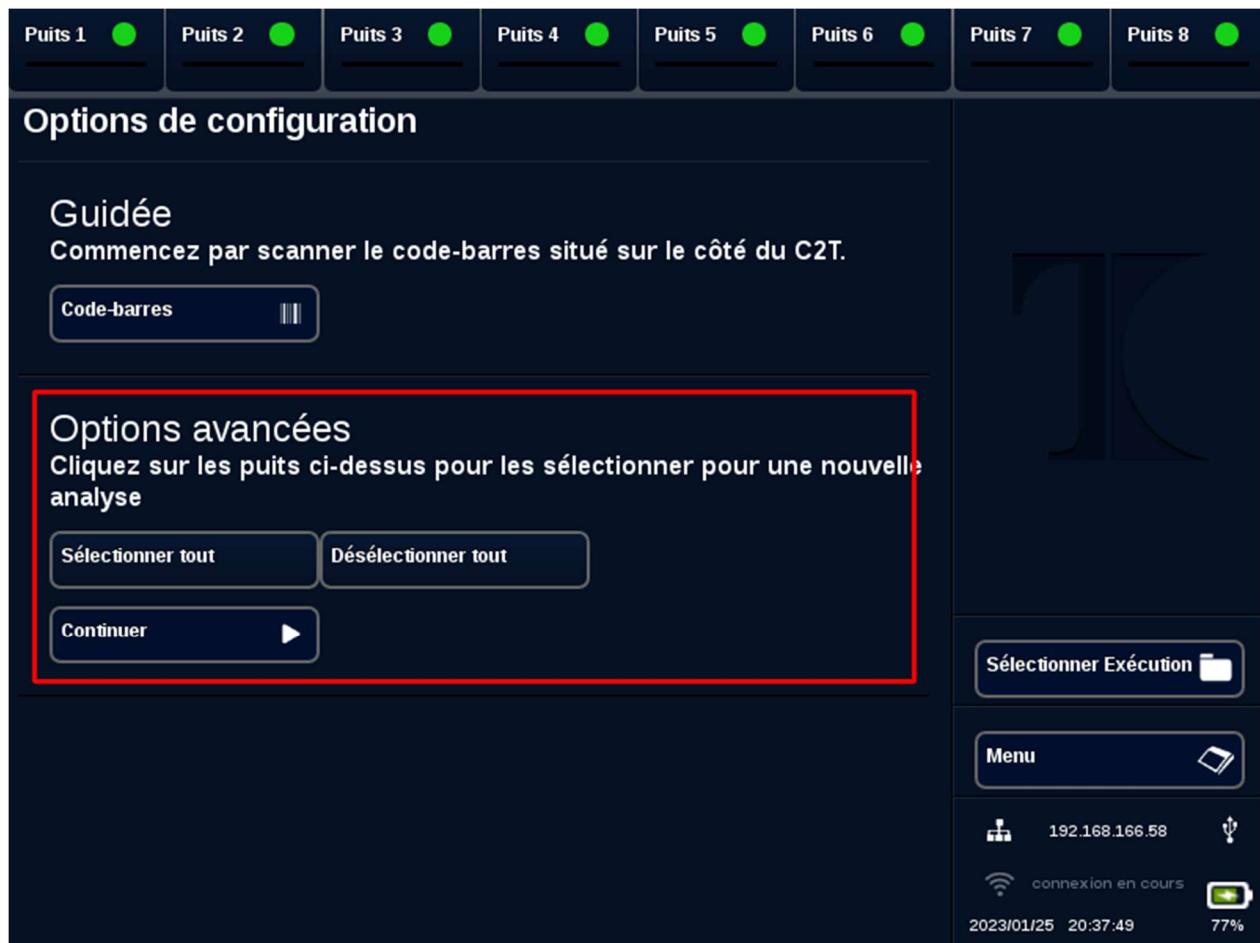 Puits 1
Puits 2
Puits 3
Puits 4
Puits 5
Puits 6
Puits 7
Puits 8
Options de configuration
Guidée
Commencez par scanner le code-barres situé sur le côté du C2T.
Code-barres
Options avancées
Cliquez sur les puits ci-dessus pour les sélectionner pour une nouvelle
analyse
Sélectionner tout
Désélectionner tout
Continuer
Sélectionner Exécution
Menu
192.168.166.58
connexion en cours
2023/01/25 20:37:49
77%